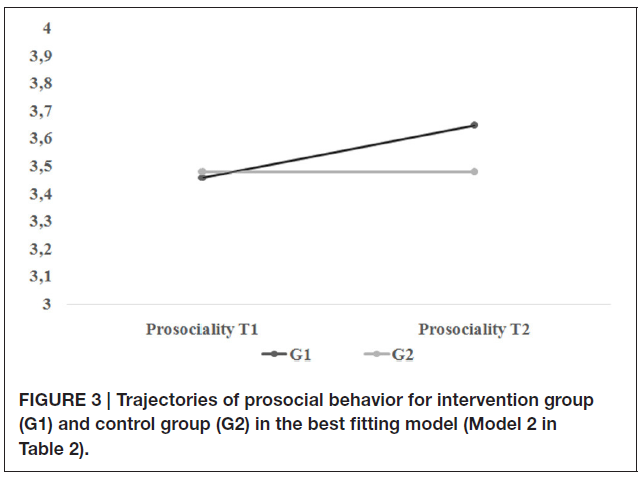 4
3,9
3,8
3,7
3,6
3,5
3,4
3,3
3,2
3,1
3
Prosociality T1 Prosociality T2
G1 G2
FIGURE 3 | Trajectories of prosocial behavior for intervention group
(G1) and control group (G2) in the best fitting model (Model 2 in
Table 2).